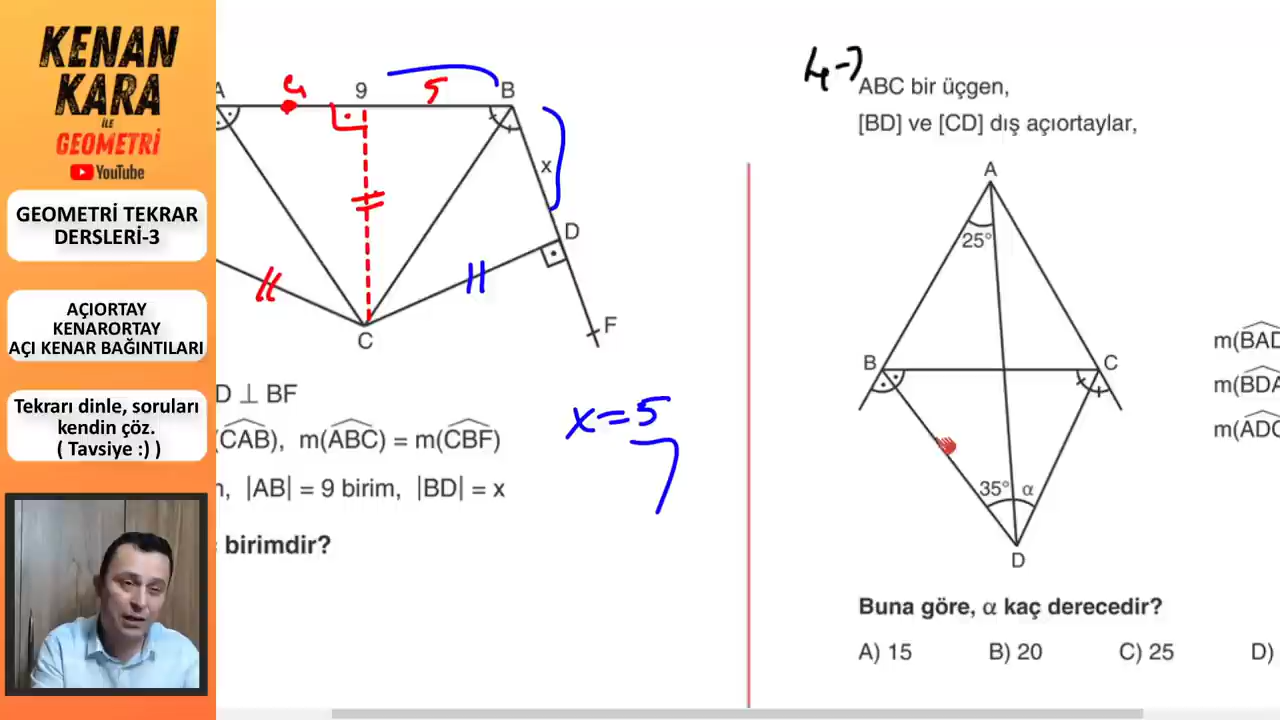 KENAN
KARA
İLE
GEOMETRİ
YouTube
GEOMETRİ TEKRAR
DERSLERİ-3
AÇIORTAY
KENARORTAY
AÇI KENAR BAĞINTILARI
Tekrarı dinle, soruları
kendin çöz.
( Tavsiye :) )
A
4
9
5
B
x
D
C
F
D ⊥ BF
(CAB), m(ABC) = m(CBF)
, |AB| = 9 birim, |BD| = x
birimdir?
x = 5
4-)
ABC bir üçgen,
[BD] ve [CD] dış açıortaylar,
A
25°
B
C
35° α
D
m(BAD
m(BDA
m(ADC
Buna göre, α kaç derecedir?
A) 15 B) 20 C) 25 D)